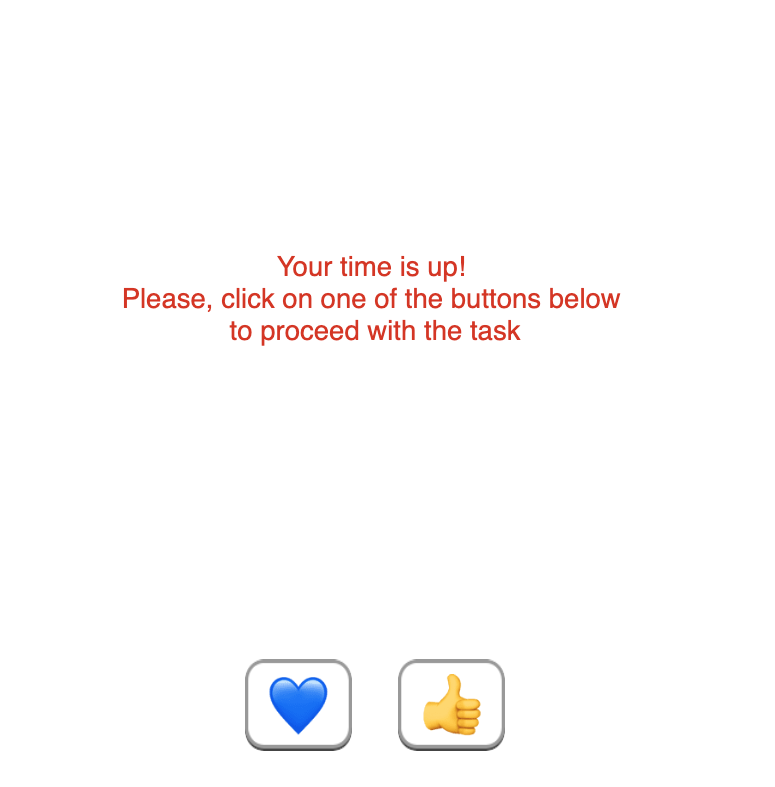 Your time is up!
Please, click on one of the buttons below
to proceed with the task